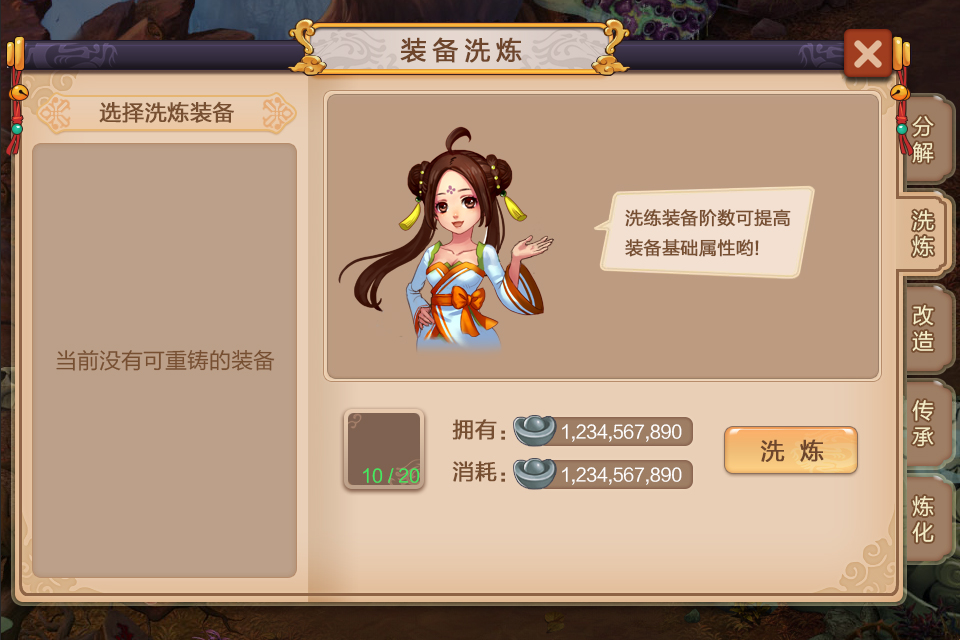 装备洗炼
选择洗炼装备
当前没有可重铸的装备
洗练装备阶数可提高
装备基础属性哟!
10 / 20
拥有: 1,234,567,890
消耗: 1,234,567,890
洗 炼
分解
洗炼
改造
传承
炼化